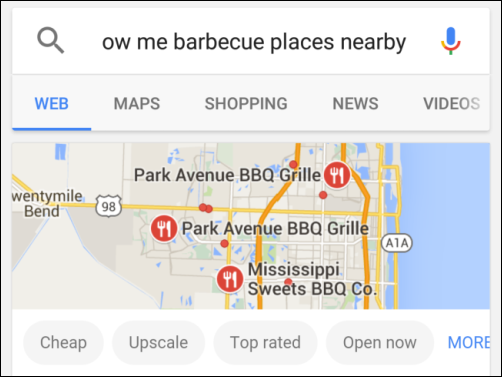 ow me barbecue places nearby
WEB MAPS SHOPPING NEWS VIDEOS
Park Avenue BBQ Grille
wentymile
Bend
98
Park Avenue BBQ Grille
A1A
Mississippi
Sweets BBQ Co.
Cheap Upscale Top rated Open now MORE